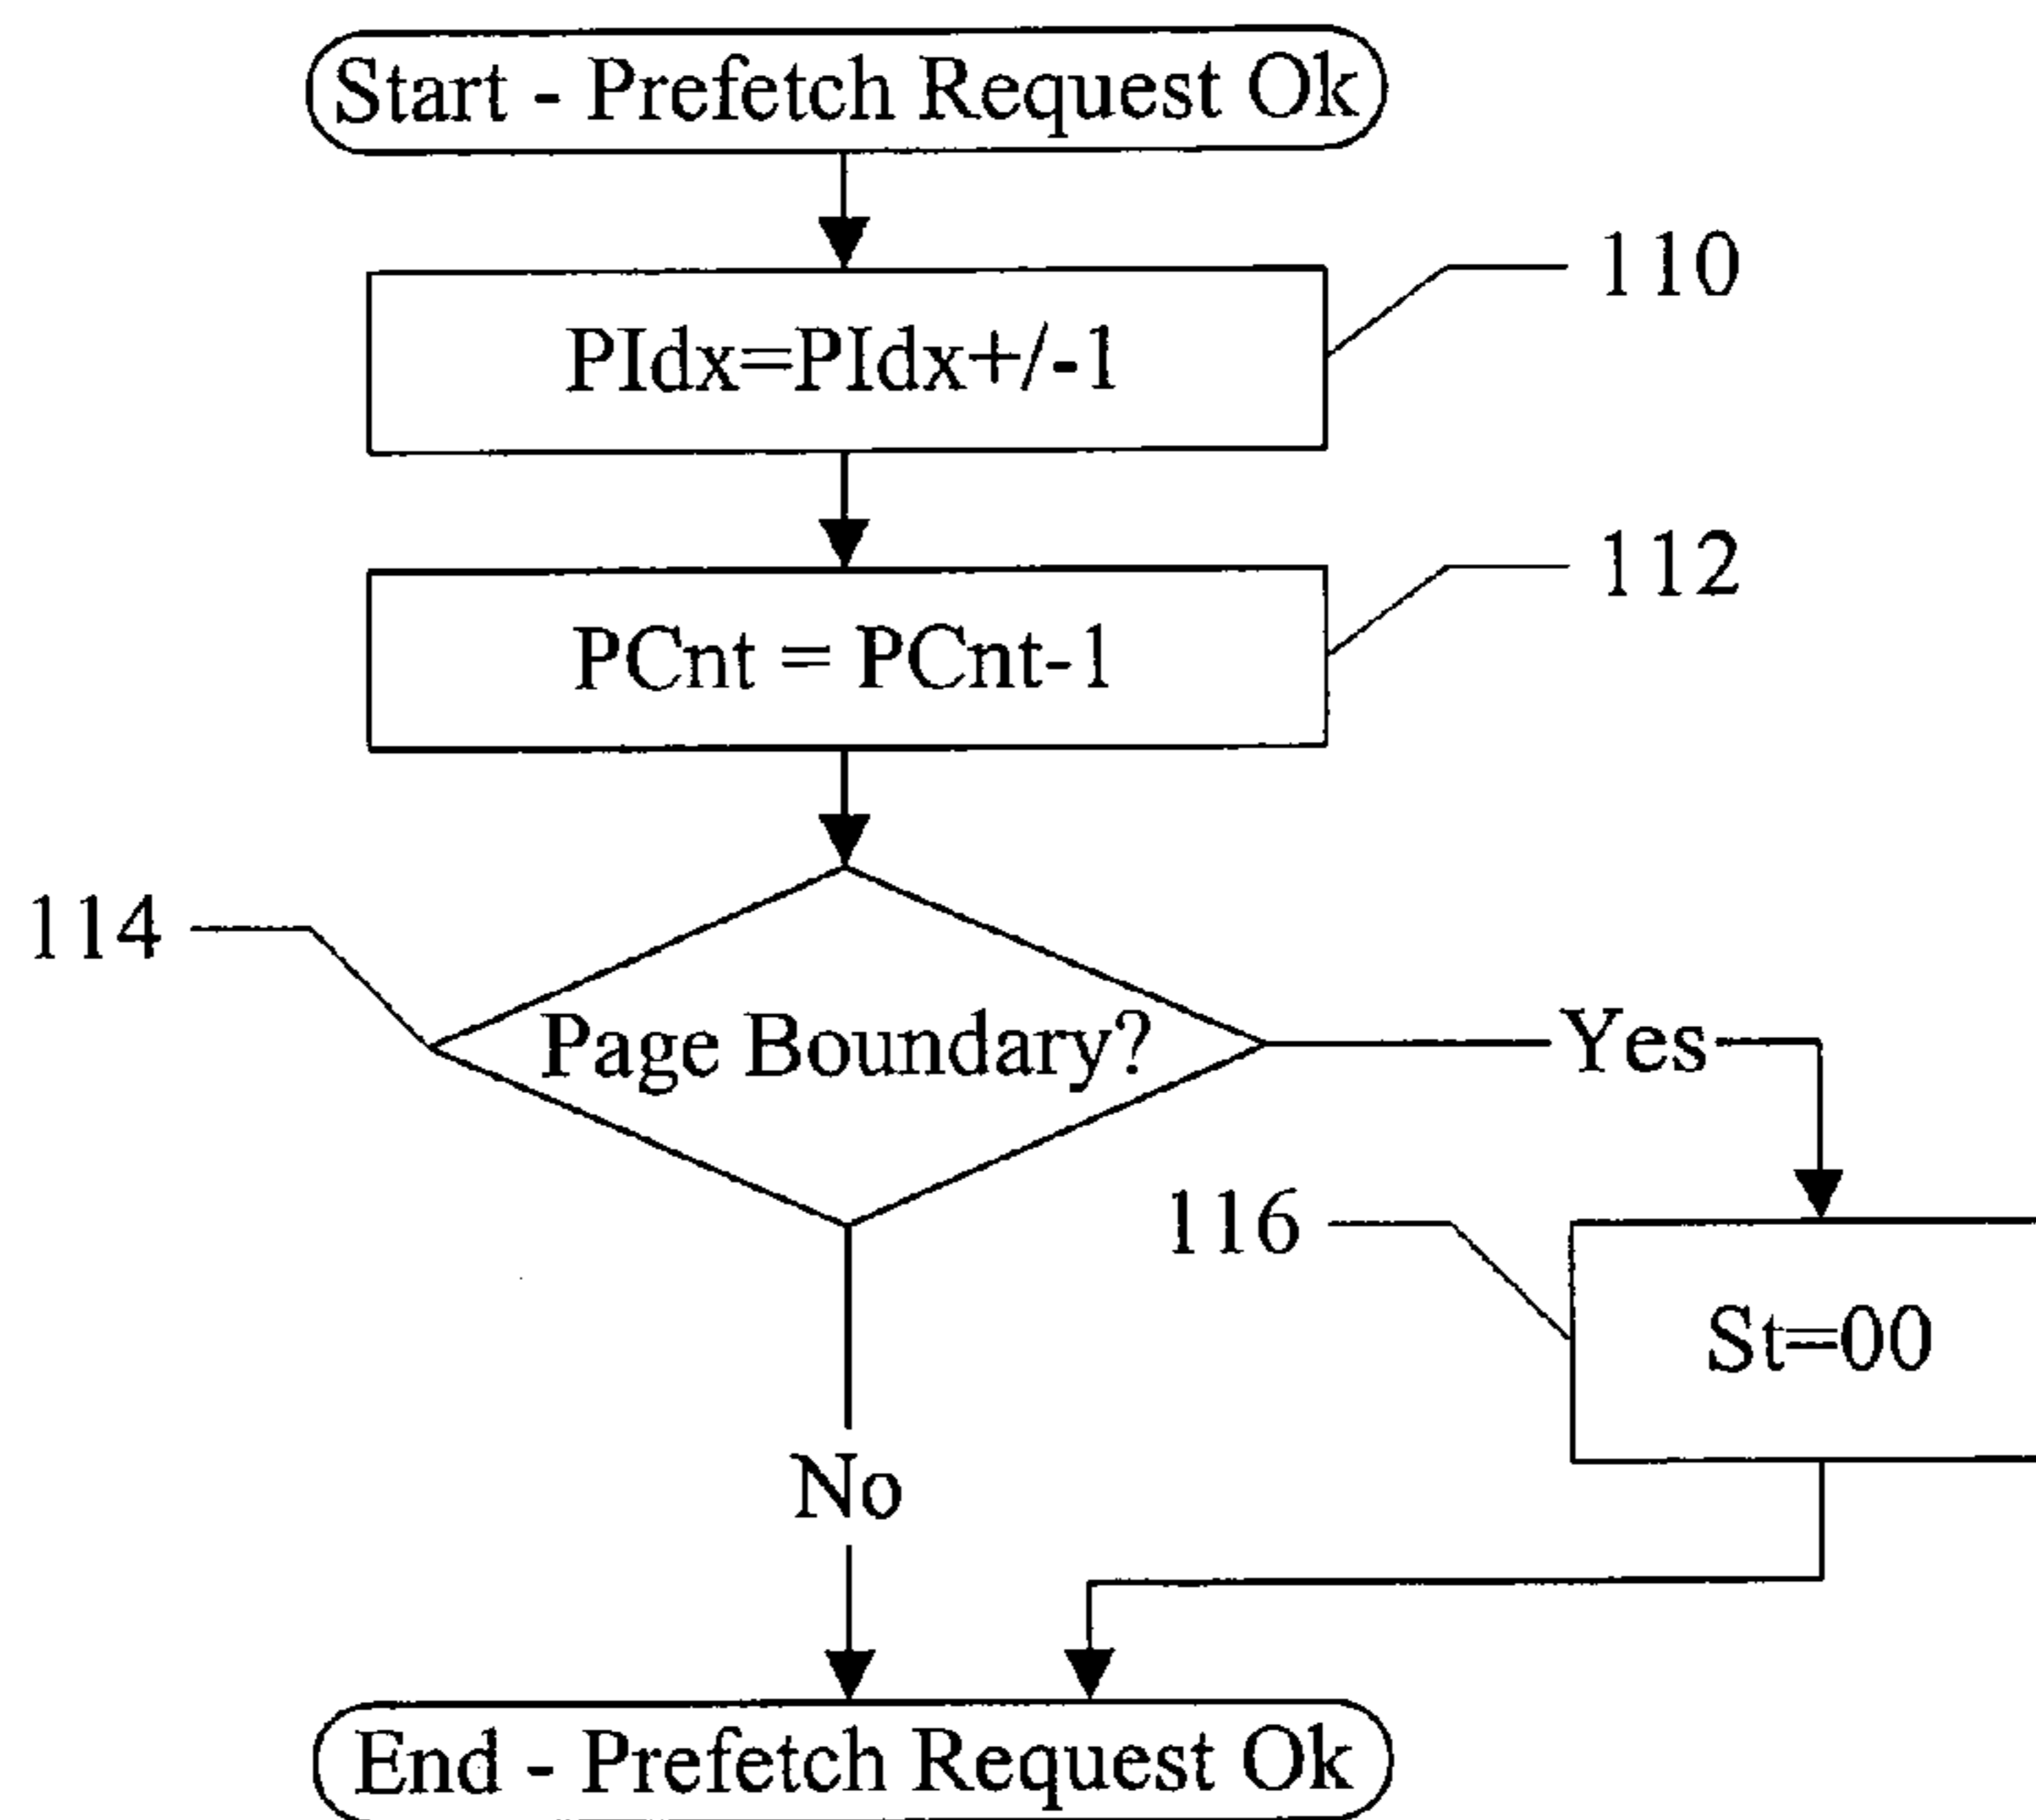 Start - Prefetch Request Ok
110
PIdx=PIdx+/-1
112
PCnt = PCnt-1
114
Page Boundary?
Yes
116
St=00
No
End - Prefetch Request Ok